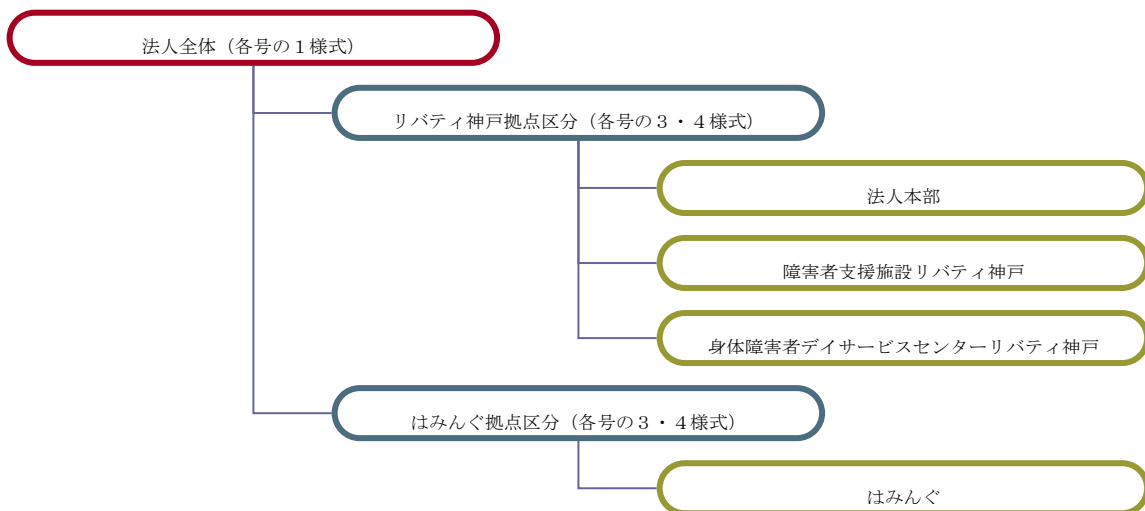 法人全体（各号の１様式）
リバティ神戸拠点区分（各号の３・４様式）
法人本部
障害者支援施設リバティ神戸
身体障害者デイサービスセンターリバティ神戸
はみんぐ拠点区分（各号の３・４様式）
はみんぐ